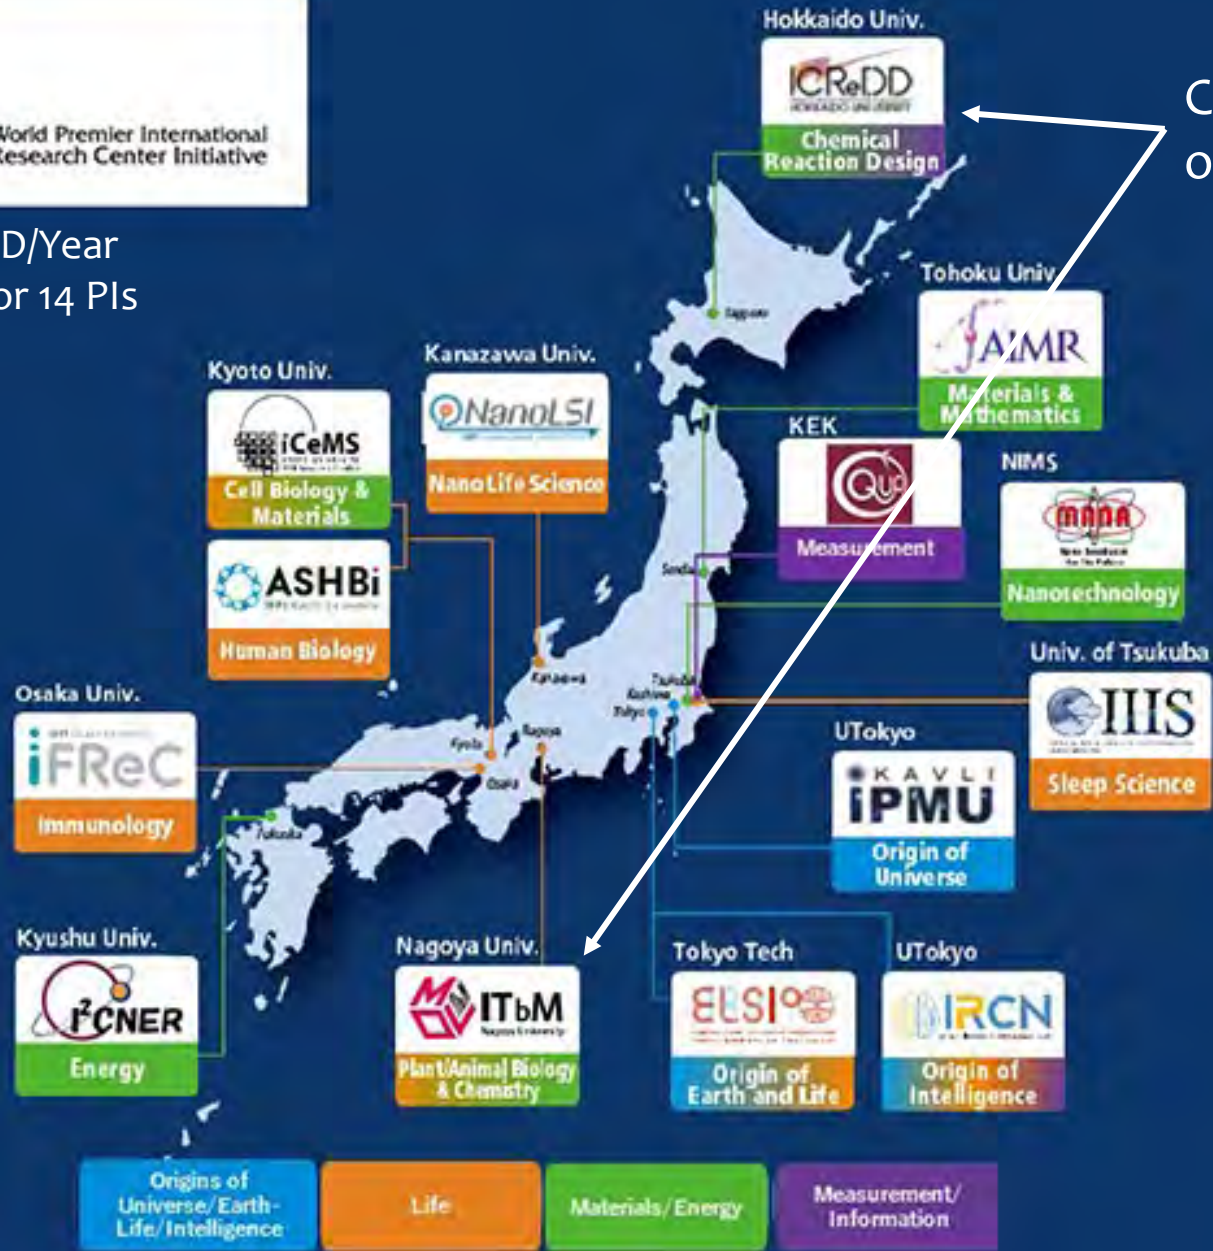 World Premier International
Research Center Initiative
D/Year
or 14 PIs
C
o
Hokkaido Univ.
ICReDD
HOKKAIDO UNIVERSITY
Chemical
Reaction Design
Tohoku Univ.
AIMR
Materials &
Mathematics
Kyoto Univ.
iCeMS
Cell Biology &
Materials
ASHBi
Human Biology
Kanazawa Univ.
NanoLSI
Nano Life Science
KEK
QUP
Measurement
NIMS
MANA
Nanotechnology
Univ. of Tsukuba
IIIS
Sleep Science
Osaka Univ.
iFReC
Immunology
UTokyo
KAVLI
IPMU
Origin of
Universe
Kyushu Univ.
I²CNER
Energy
Nagoya Univ.
ITbM
Nagoya University
Plant/Animal Biology
& Chemistry
Tokyo Tech
ELSI
Origin of
Earth and Life
UTokyo
IRCN
Origin of
Intelligence
Sapporo
Sendai
Tsukuba
Kashiwa
Tokyo
Kanazawa
Nagoya
Kyoto
Osaka
Fukuoka
Origins of
Universe/Earth-
Life/Intelligence
Life
Materials/Energy
Measurement/
Information